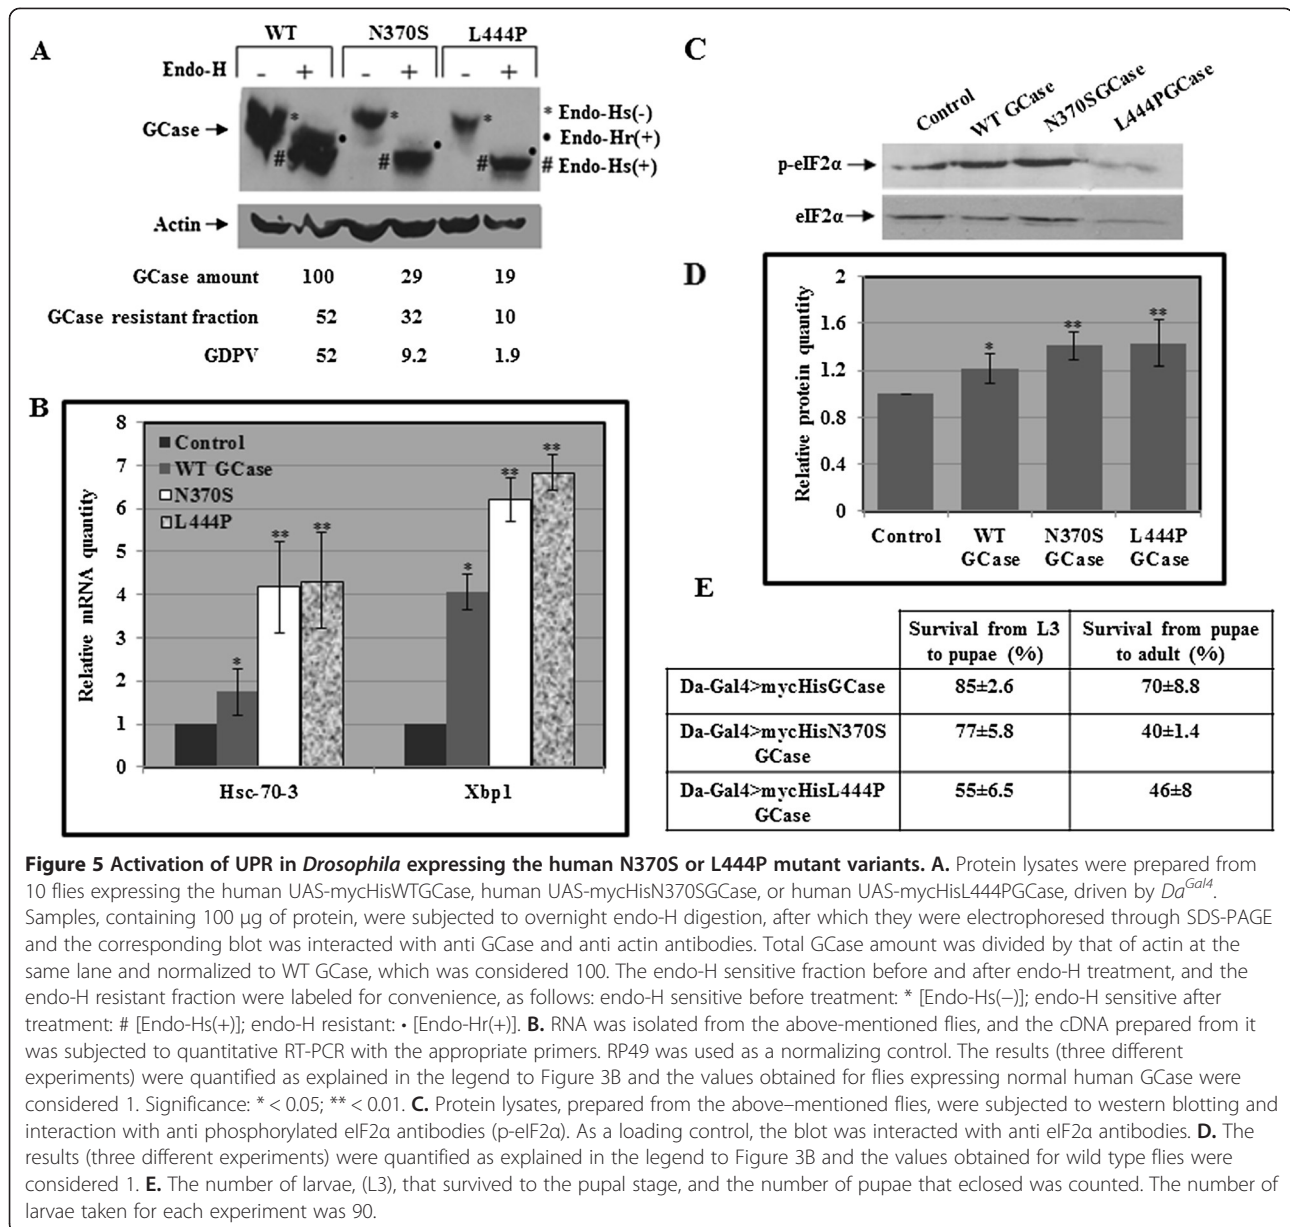 A
WT N370S L444P
Endo-H - + - + - +
GCase → * * * * Endo-Hs(-)
• • • • Endo-Hr(+)
# # # # Endo-Hs(+)
Actin →
GCase amount 100 29 19
GCase resistant fraction 52 32 10
GDPV 52 9.2 1.9
B
Relative mRNA quantity
8
7
6
5
4
3
2
1
0
Control
WT GCase
N370S
L444P
* ** ** * ** **
Hsc-70-3 Xbp1
C
Control WT GCase N370SGCase L444PGCase
p-eIF2α →
eIF2α →
D
Relative protein quantity
2
1.6
1.2
0.8
0.4
0
* ** **
Control WT GCase N370S GCase L444P GCase
E
Survival from L3 to pupae (%) Survival from pupae to adult (%)
Da-Gal4>mycHisGCase 85±2.6 70±8.8
Da-Gal4>mycHisN370S GCase 77±5.8 40±1.4
Da-Gal4>mycHisL444P GCase 55±6.5 46±8
Figure 5 Activation of UPR in Drosophila expressing the human N370S or L444P mutant variants. A. Protein lysates were prepared from
10 flies expressing the human UAS-mycHisWTGCase, human UAS-mycHisN370SGCase, or human UAS-mycHisL444PGCase, driven by Da^Gal4.
Samples, containing 100 μg of protein, were subjected to overnight endo-H digestion, after which they were electrophoresed through SDS-PAGE
and the corresponding blot was interacted with anti GCase and anti actin antibodies. Total GCase amount was divided by that of actin at the
same lane and normalized to WT GCase, which was considered 100. The endo-H sensitive fraction before and after endo-H treatment, and the
endo-H resistant fraction were labeled for convenience, as follows: endo-H sensitive before treatment: * [Endo-Hs(−)]; endo-H sensitive after
treatment: # [Endo-Hs(+)]; endo-H resistant: • [Endo-Hr(+)]. B. RNA was isolated from the above-mentioned flies, and the cDNA prepared from it
was subjected to quantitative RT-PCR with the appropriate primers. RP49 was used as a normalizing control. The results (three different
experiments) were quantified as explained in the legend to Figure 3B and the values obtained for flies expressing normal human GCase were
considered 1. Significance: * < 0.05; ** < 0.01. C. Protein lysates, prepared from the above–mentioned flies, were subjected to western blotting and
interaction with anti phosphorylated eIF2α antibodies (p-eIF2α). As a loading control, the blot was interacted with anti eIF2α antibodies. D. The
results (three different experiments) were quantified as explained in the legend to Figure 3B and the values obtained for wild type flies were
considered 1. E. The number of larvae, (L3), that survived to the pupal stage, and the number of pupae that eclosed was counted. The number of
larvae taken for each experiment was 90.